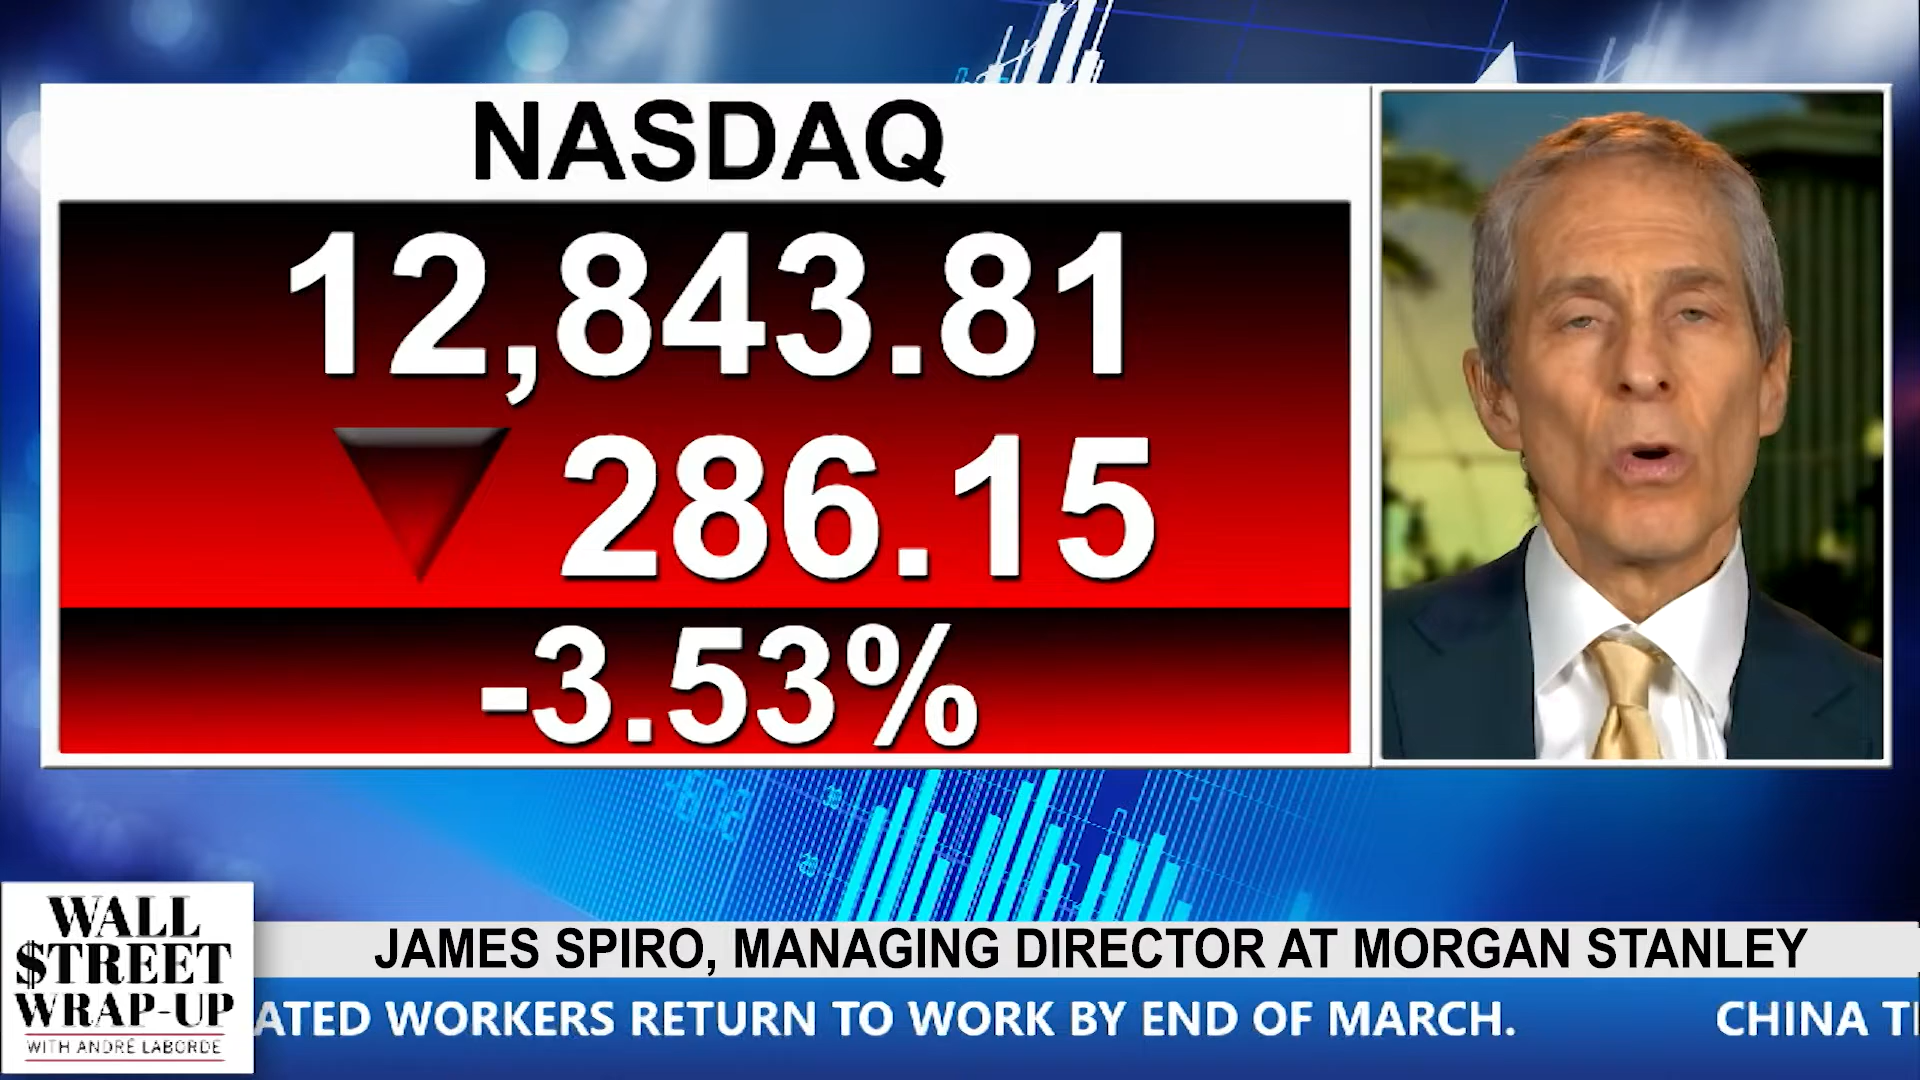 NASDAQ
12,843.81
286.15
-3.53%
WALL
$TREET
WRAP-UP
WITH ANDRÉ LABORDE
JAMES SPIRO, MANAGING DIRECTOR AT MORGAN STANLEY
ATED WORKERS RETURN TO WORK BY END OF MARCH. CHINA